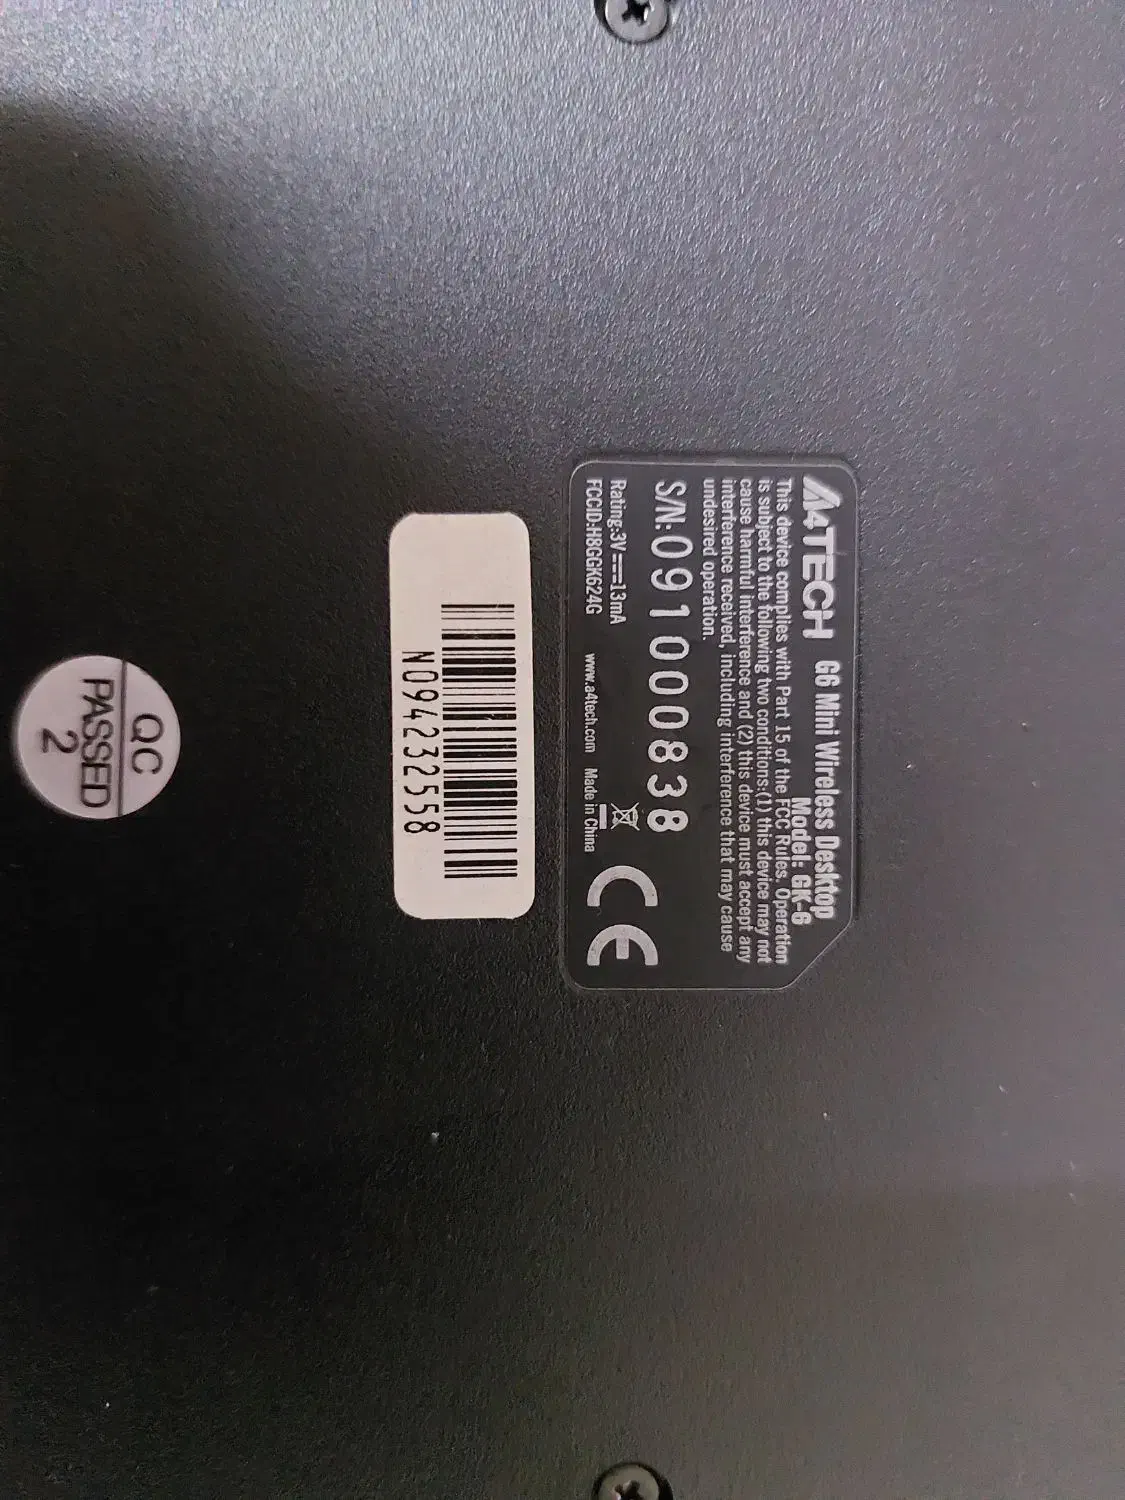 A4TECH G6 Mini Wireless Desktop
Model: GK-6
This device complies with Part 15 of the FCC Rules. Operation
is subject to the following two conditions:(1) this device may not
cause harmful interference and (2) this device must accept any
interference received, including interference that may cause
undesired operation.
S/N:0910000838
Rating:3V⎓13mA
FCCID:H8GGK624G www.a4tech.com Made in China
CE
N094232558
QC
PASSED
2